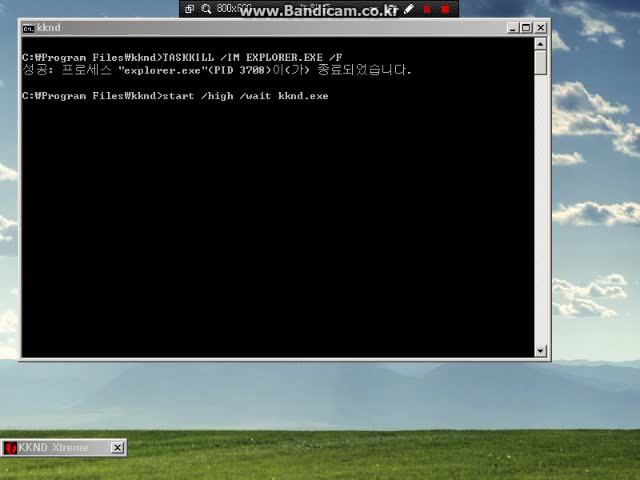 800x600
www.Bandicam.co.kr
kknd
C:₩Program Files₩kknd>TASKKILL /IM EXPLORER.EXE /F
성공: 프로세스 "explorer.exe"(PID 3708)이(가) 종료되었습니다.
C:₩Program Files₩kknd>start /high /wait kknd.exe
KKND Xtreme